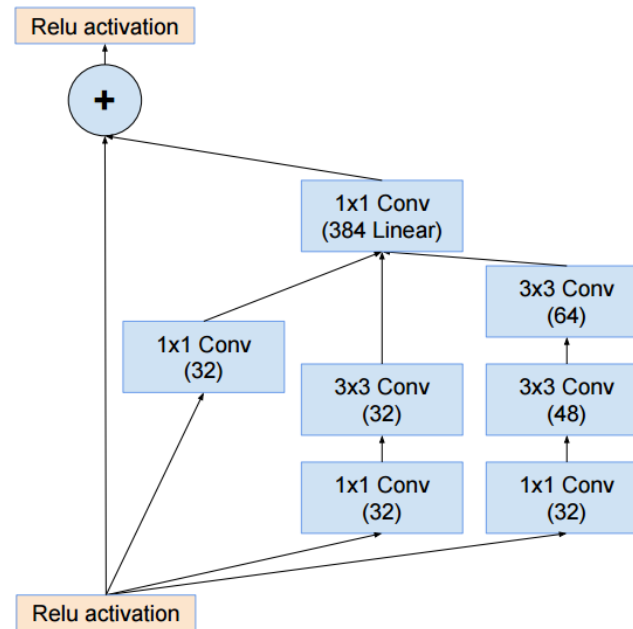 Relu activation
+
1x1 Conv
(384 Linear)
3x3 Conv
(64)
1x1 Conv
(32)
3x3 Conv
(32)
3x3 Conv
(48)
1x1 Conv
(32)
1x1 Conv
(32)
Relu activation